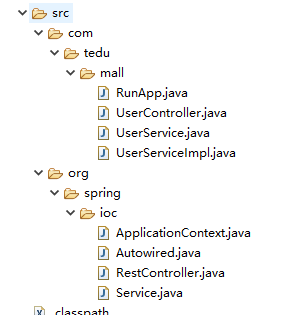 src
com
tedu
mall
RunApp.java
UserController.java
UserService.java
UserServiceImpl.java
org
spring
ioc
ApplicationContext.java
Autowired.java
RestController.java
Service.java
.classpath